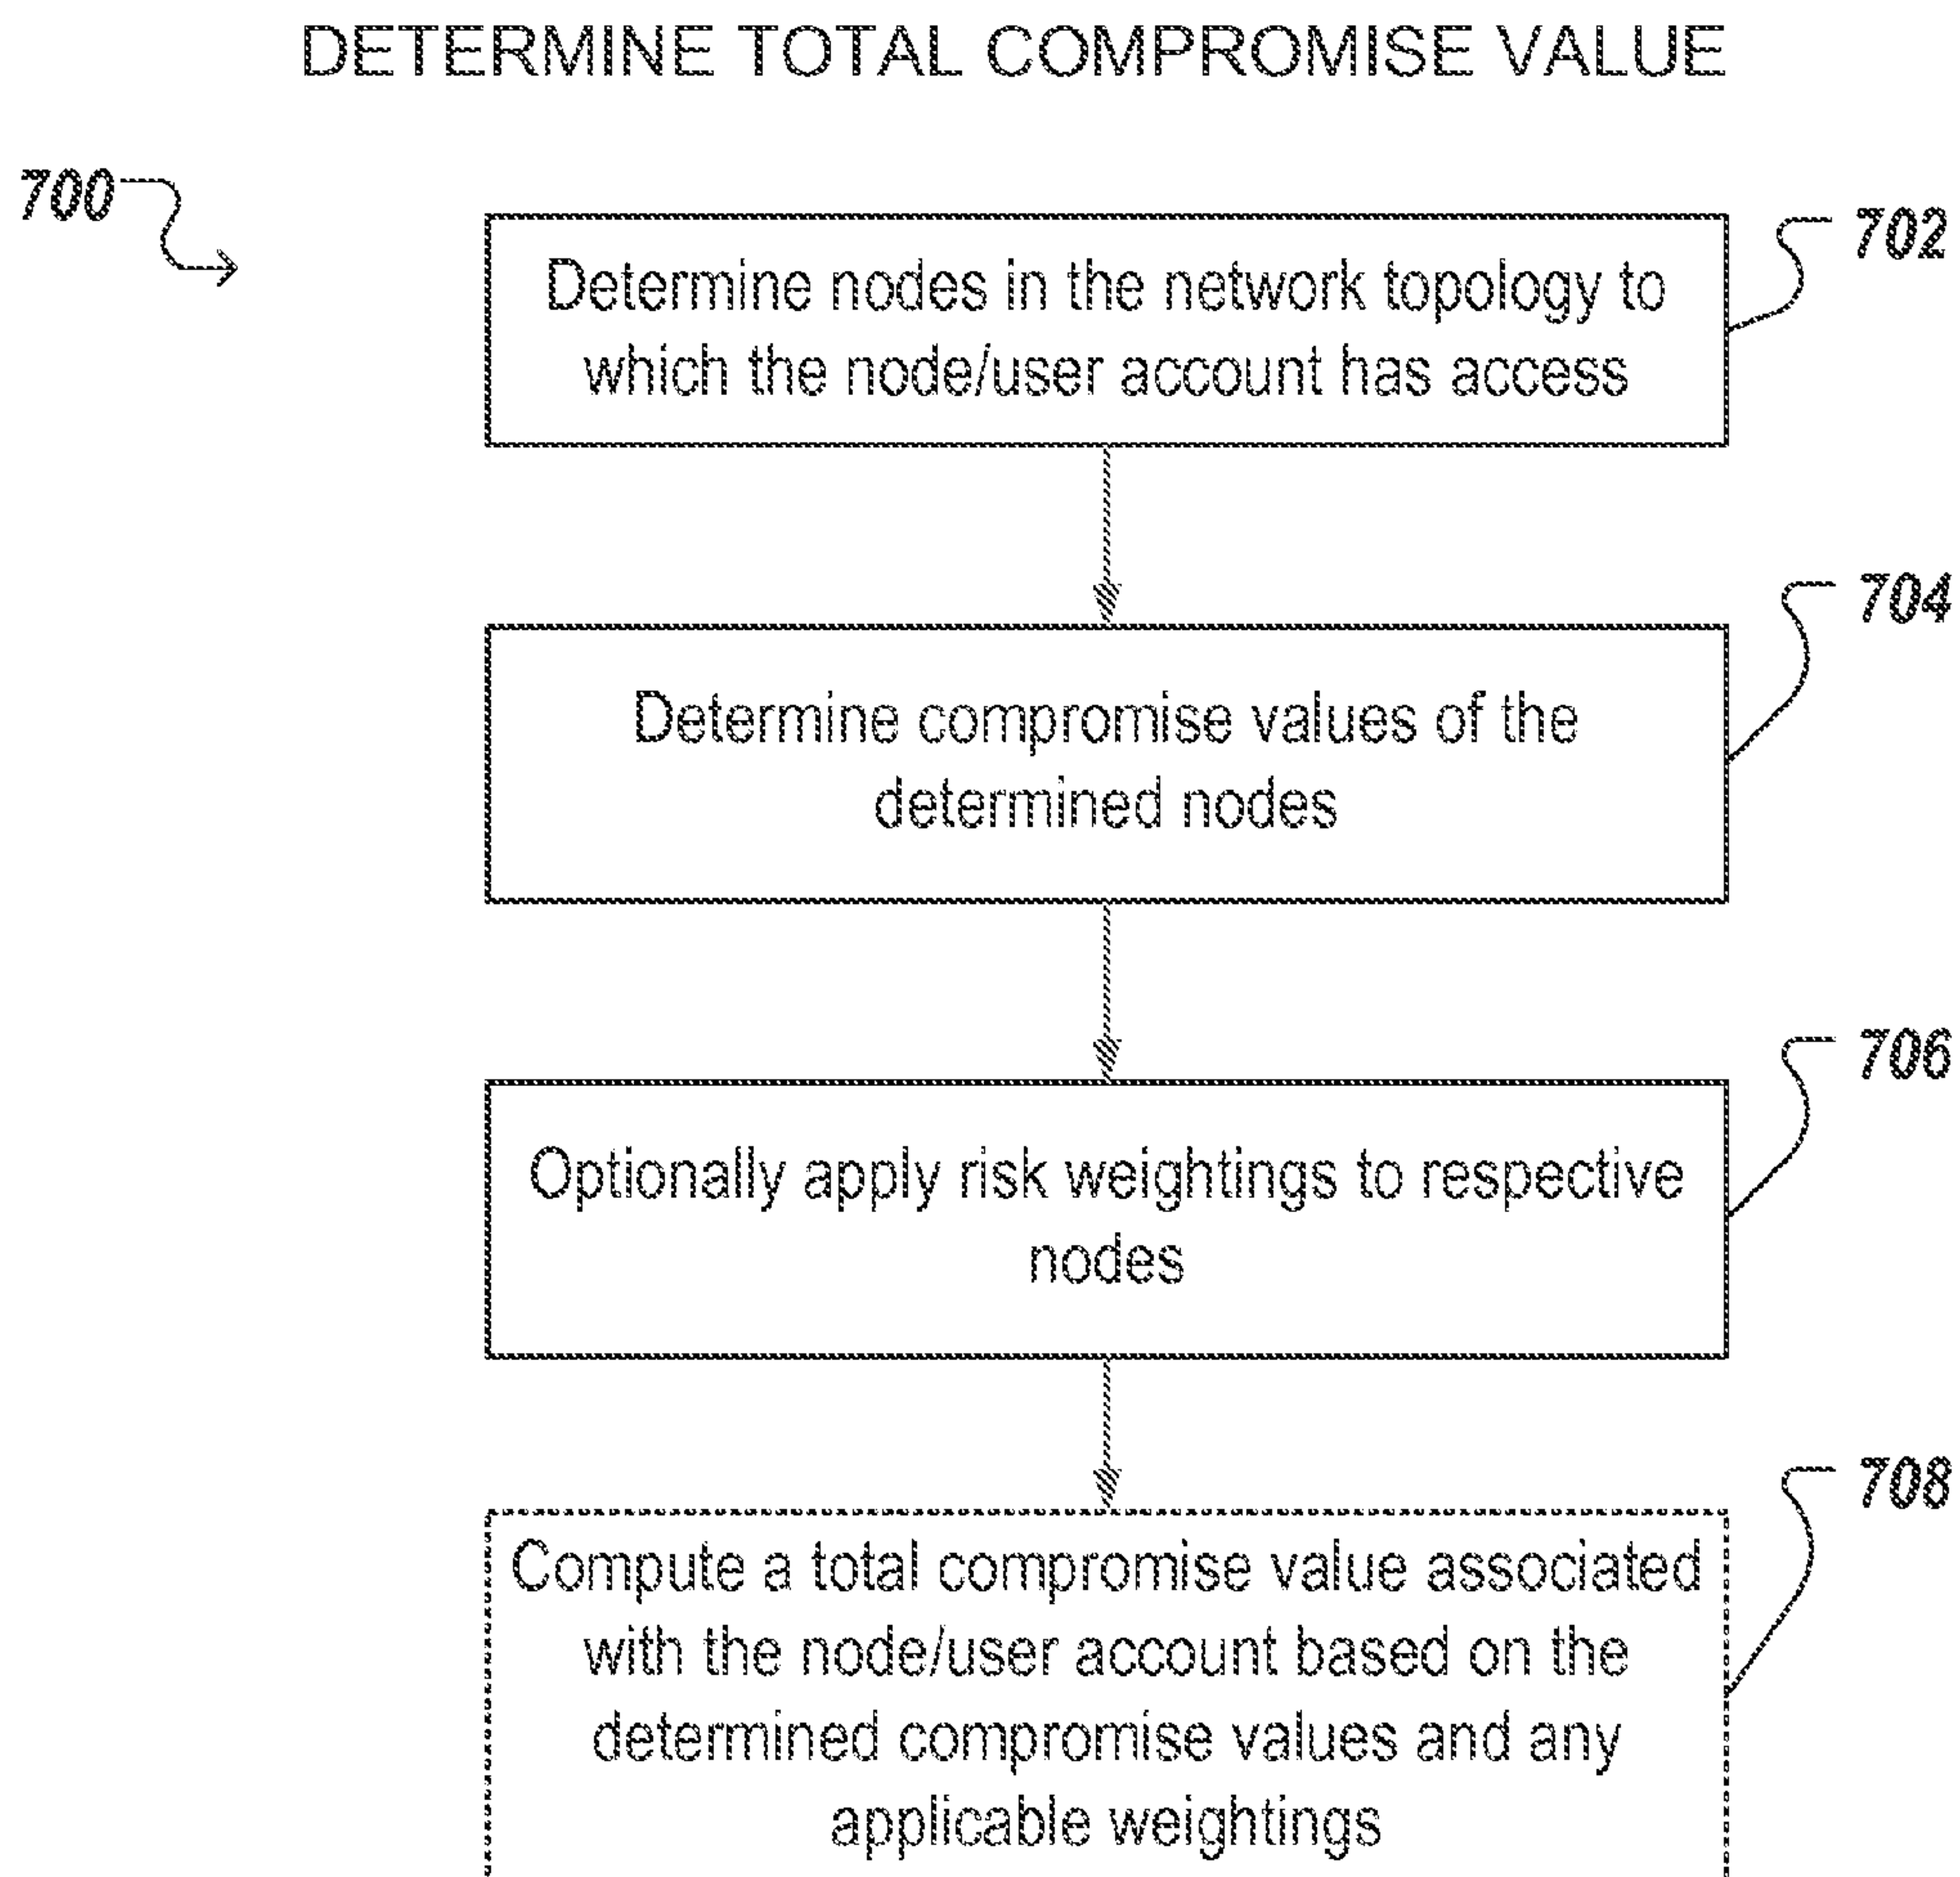 DETERMINE TOTAL COMPROMISE VALUE
700
702
Determine nodes in the network topology to
which the node/user account has access
704
Determine compromise values of the
determined nodes
706
Optionally apply risk weightings to respective
nodes
708
Compute a total compromise value associated
with the node/user account based on the
determined compromise values and any
applicable weightings